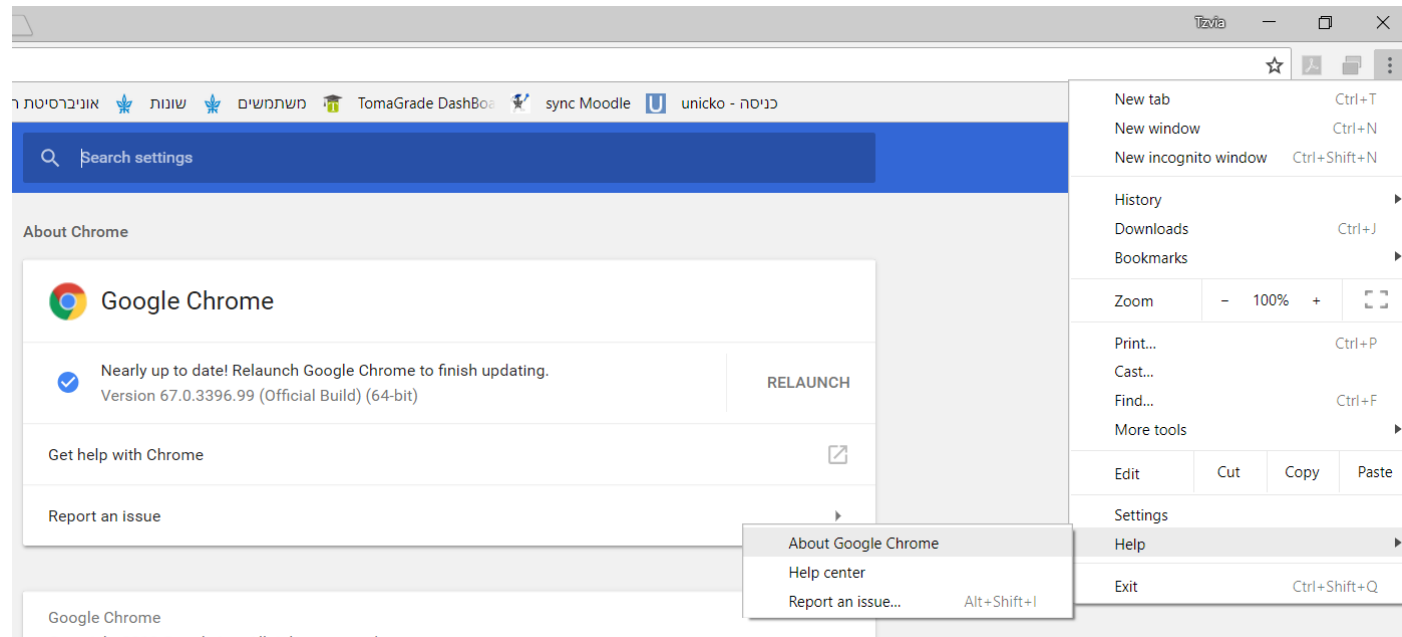 Tzvia
אוניברסיטת
שונות
משתמשים
TomaGrade DashBoa
sync Moodle
unicko - כניסה
Search settings
About Chrome
Google Chrome
Nearly up to date! Relaunch Google Chrome to finish updating.
Version 67.0.3396.99 (Official Build) (64-bit)
RELAUNCH
Get help with Chrome
Report an issue
Google Chrome
New tab Ctrl+T
New window Ctrl+N
New incognito window Ctrl+Shift+N
History
Downloads Ctrl+J
Bookmarks
Zoom - 100% +
Print... Ctrl+P
Cast...
Find... Ctrl+F
More tools
Edit Cut Copy Paste
Settings
Help
Exit Ctrl+Shift+Q
About Google Chrome
Help center
Report an issue... Alt+Shift+I